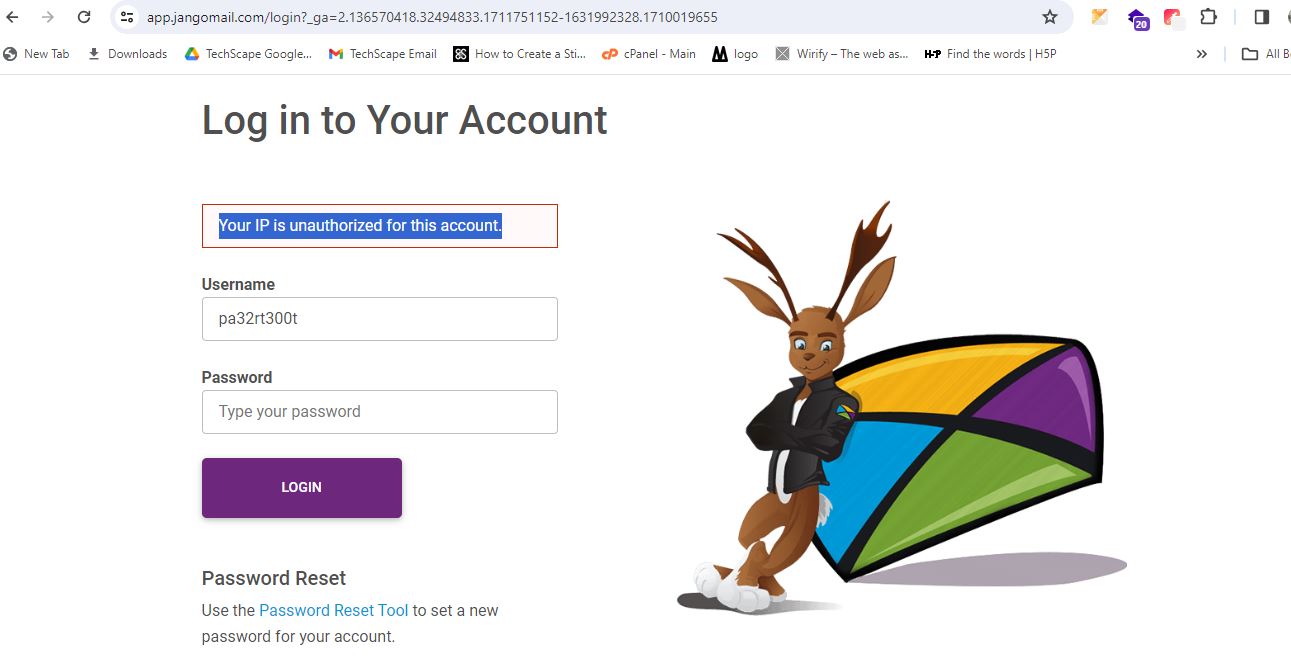 app.jangomail.com/login?_ga=2.136570418.32494833.1711751152-1631992328.1710019655
20
New Tab
Downloads
TechScape Google...
TechScape Email
How to Create a Sti...
cPanel - Main
logo
Wirify – The web as...
H5P
Find the words | H5P
»
All B
Log in to Your Account
Your IP is unauthorized for this account.
Username
pa32rt300t
Password
Type your password
LOGIN
Password Reset
Use the Password Reset Tool to set a new
password for your account.